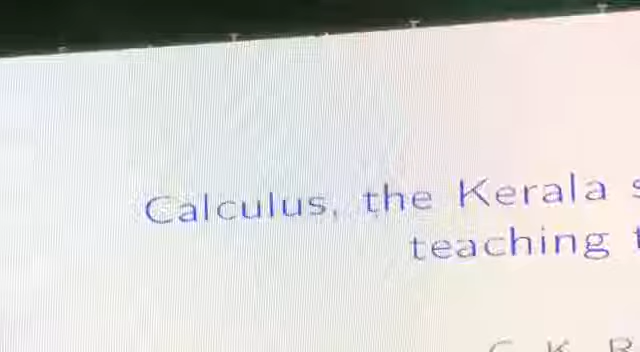 Calculus, the Kerala
teaching
C K